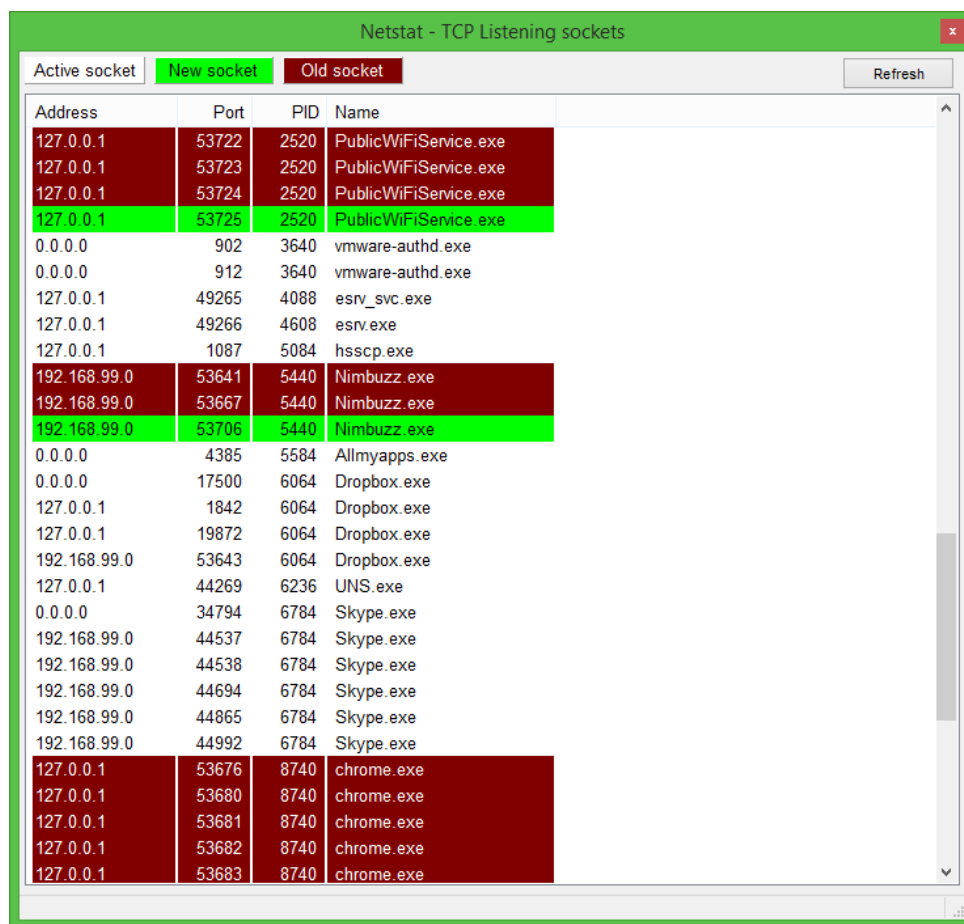 Netstat - TCP Listening sockets
x
Active socket New socket Old socket Refresh
Address Port PID Name
127.0.0.1 53722 2520 PublicWiFiService.exe
127.0.0.1 53723 2520 PublicWiFiService.exe
127.0.0.1 53724 2520 PublicWiFiService.exe
127.0.0.1 53725 2520 PublicWiFiService.exe
0.0.0.0 902 3640 vmware-authd.exe
0.0.0.0 912 3640 vmware-authd.exe
127.0.0.1 49265 4088 esrv_svc.exe
127.0.0.1 49266 4608 esrv.exe
127.0.0.1 1087 5084 hsscp.exe
192.168.99.0 53641 5440 Nimbuzz.exe
192.168.99.0 53667 5440 Nimbuzz.exe
192.168.99.0 53706 5440 Nimbuzz.exe
0.0.0.0 4385 5584 Allmyapps.exe
0.0.0.0 17500 6064 Dropbox.exe
127.0.0.1 1842 6064 Dropbox.exe
127.0.0.1 19872 6064 Dropbox.exe
192.168.99.0 53643 6064 Dropbox.exe
127.0.0.1 44269 6236 UNS.exe
0.0.0.0 34794 6784 Skype.exe
192.168.99.0 44537 6784 Skype.exe
192.168.99.0 44538 6784 Skype.exe
192.168.99.0 44694 6784 Skype.exe
192.168.99.0 44865 6784 Skype.exe
192.168.99.0 44992 6784 Skype.exe
127.0.0.1 53676 8740 chrome.exe
127.0.0.1 53680 8740 chrome.exe
127.0.0.1 53681 8740 chrome.exe
127.0.0.1 53682 8740 chrome.exe
127.0.0.1 53683 8740 chrome.exe